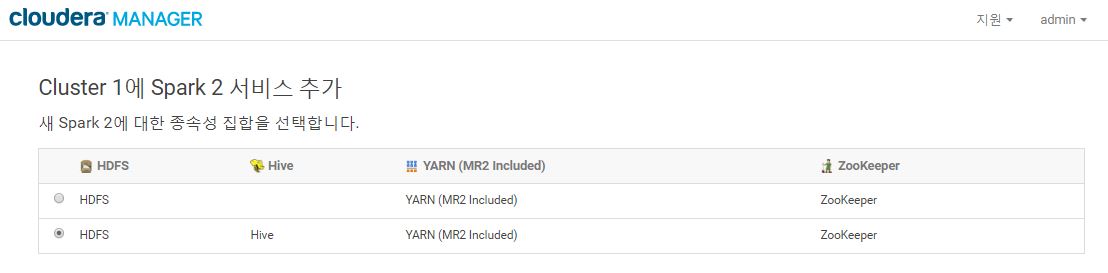 cloudera MANAGER 지원 admin
Cluster 1에 Spark 2 서비스 추가
새 Spark 2에 대한 종속성 집합을 선택합니다.
HDFS Hive YARN (MR2 Included) ZooKeeper
HDFS YARN (MR2 Included) ZooKeeper
HDFS Hive YARN (MR2 Included) ZooKeeper